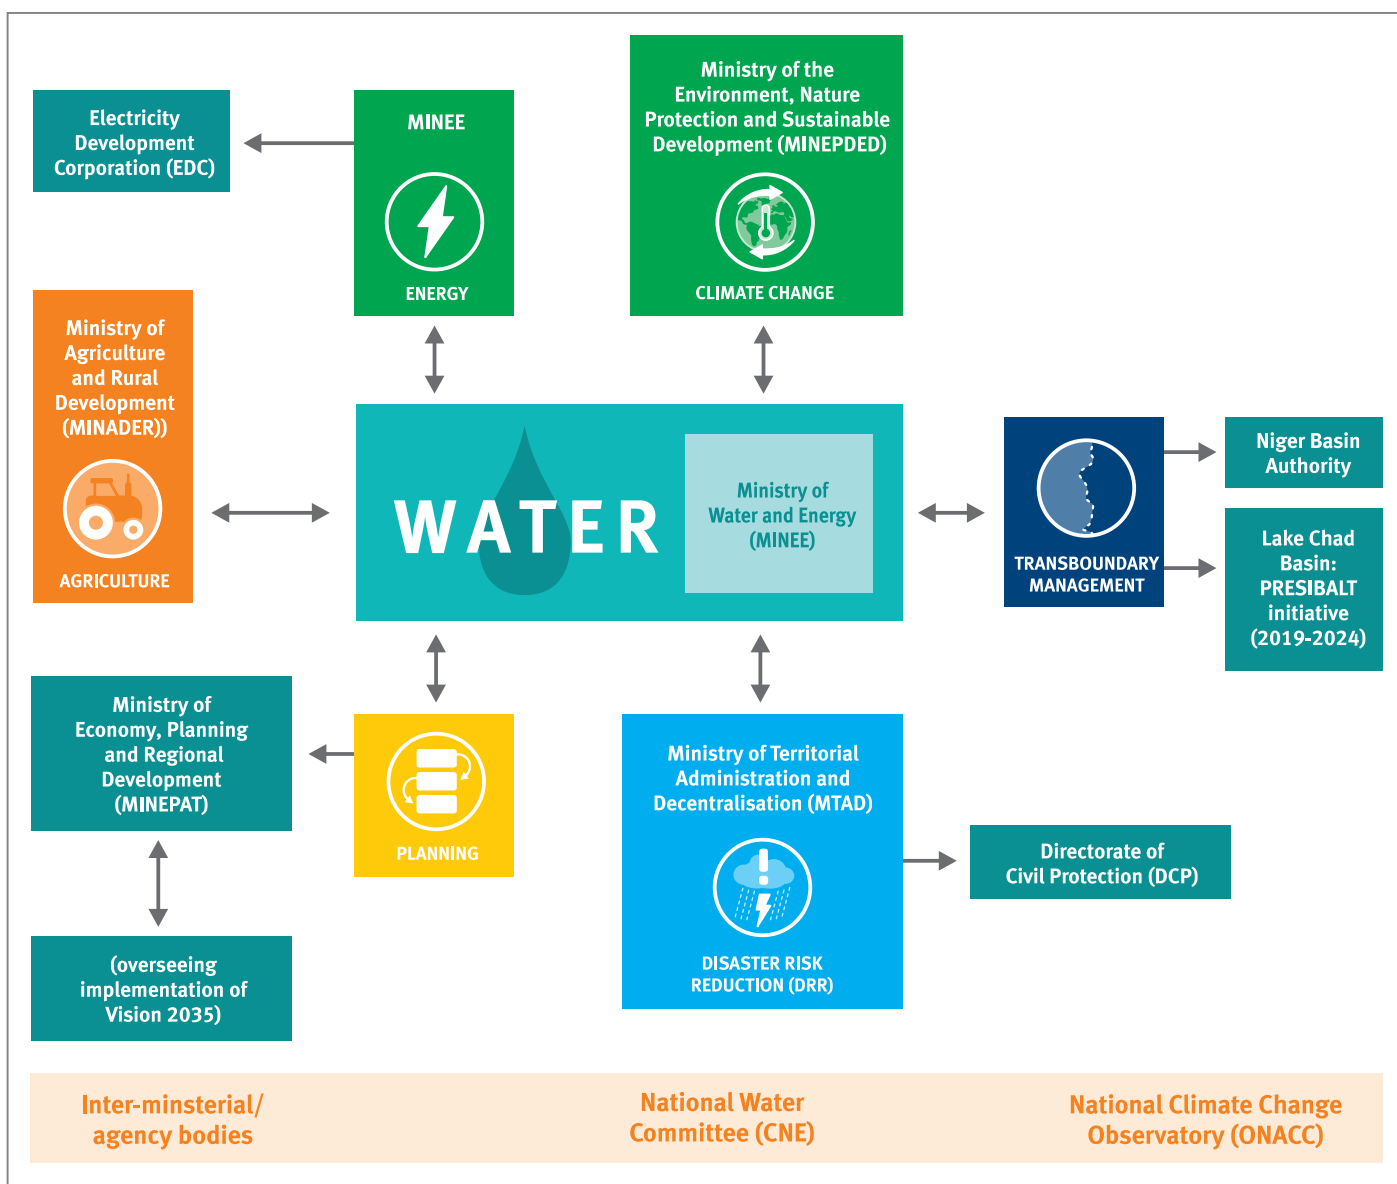 Electricity
Development
Corporation (EDC)
MINEE
ENERGY
Ministry of the
Environment, Nature
Protection and Sustainable
Development (MINEPDED)
CLIMATE CHANGE
Ministry of
Agriculture
and Rural
Development
(MINADER))
AGRICULTURE
WATER
Ministry of
Water and Energy
(MINEE)
TRANSBOUNDARY
MANAGEMENT
Niger Basin
Authority
Lake Chad
Basin:
PRESIBALT
initiative
(2019-2024)
Ministry of
Economy, Planning
and Regional
Development
(MINEPAT)
PLANNING
Ministry of Territorial
Administration and
Decentralisation (MTAD)
DISASTER RISK
REDUCTION (DRR)
Directorate of
Civil Protection (DCP)
(overseeing
implementation of
Vision 2035)
Inter-minsterial/
agency bodies
National Water
Committee (CNE)
National Climate Change
Observatory (ONACC)